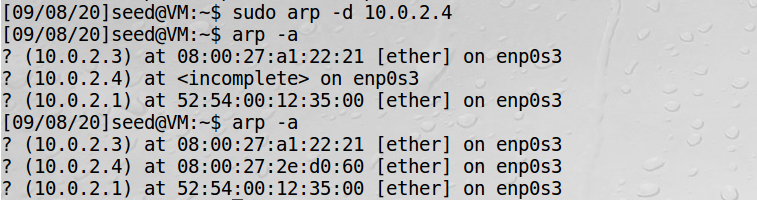 [09/08/20]seed@VM:~$ sudo arp -d 10.0.2.4
[09/08/20]seed@VM:~$ arp -a
? (10.0.2.3) at 08:00:27:a1:22:21 [ether] on enp0s3
? (10.0.2.4) at <incomplete> on enp0s3
? (10.0.2.1) at 52:54:00:12:35:00 [ether] on enp0s3
[09/08/20]seed@VM:~$ arp -a
? (10.0.2.3) at 08:00:27:a1:22:21 [ether] on enp0s3
? (10.0.2.4) at 08:00:27:2e:d0:60 [ether] on enp0s3
? (10.0.2.1) at 52:54:00:12:35:00 [ether] on enp0s3